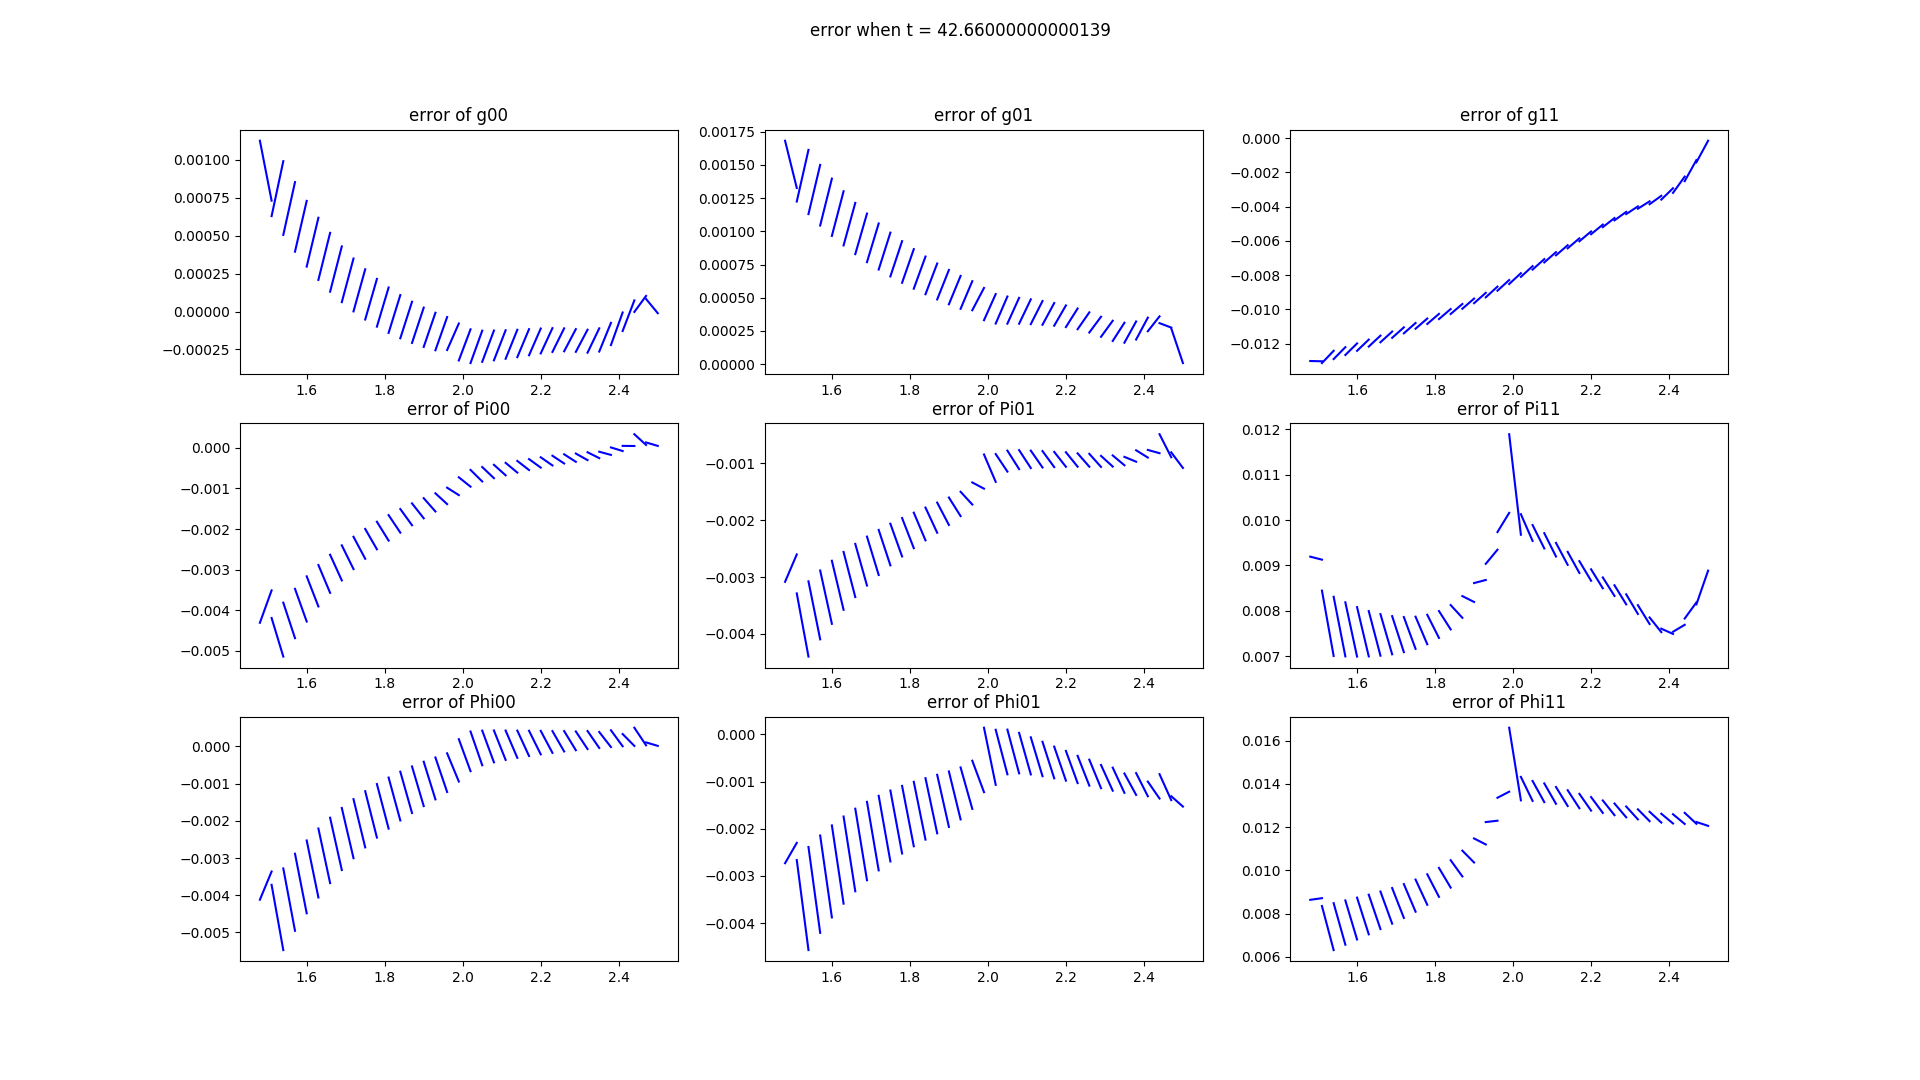 error when t = 42.66000000000139
error of g00
error of g01
error of g11
0.00100
0.00075
0.00050
0.00025
0.00000
−0.00025
1.6 1.8 2.0 2.2 2.4
0.00175
0.00150
0.00125
0.00100
0.00075
0.00050
0.00025
0.00000
1.6 1.8 2.0 2.2 2.4
0.000
−0.002
−0.004
−0.006
−0.008
−0.010
−0.012
1.6 1.8 2.0 2.2 2.4
error of Pi00
error of Pi01
error of Pi11
0.000
−0.001
−0.002
−0.003
−0.004
−0.005
1.6 1.8 2.0 2.2 2.4
−0.001
−0.002
−0.003
−0.004
1.6 1.8 2.0 2.2 2.4
0.012
0.011
0.010
0.009
0.008
0.007
1.6 1.8 2.0 2.2 2.4
error of Phi00
error of Phi01
error of Phi11
0.000
−0.001
−0.002
−0.003
−0.004
−0.005
1.6 1.8 2.0 2.2 2.4
0.000
−0.001
−0.002
−0.003
−0.004
1.6 1.8 2.0 2.2 2.4
0.016
0.014
0.012
0.010
0.008
0.006
1.6 1.8 2.0 2.2 2.4